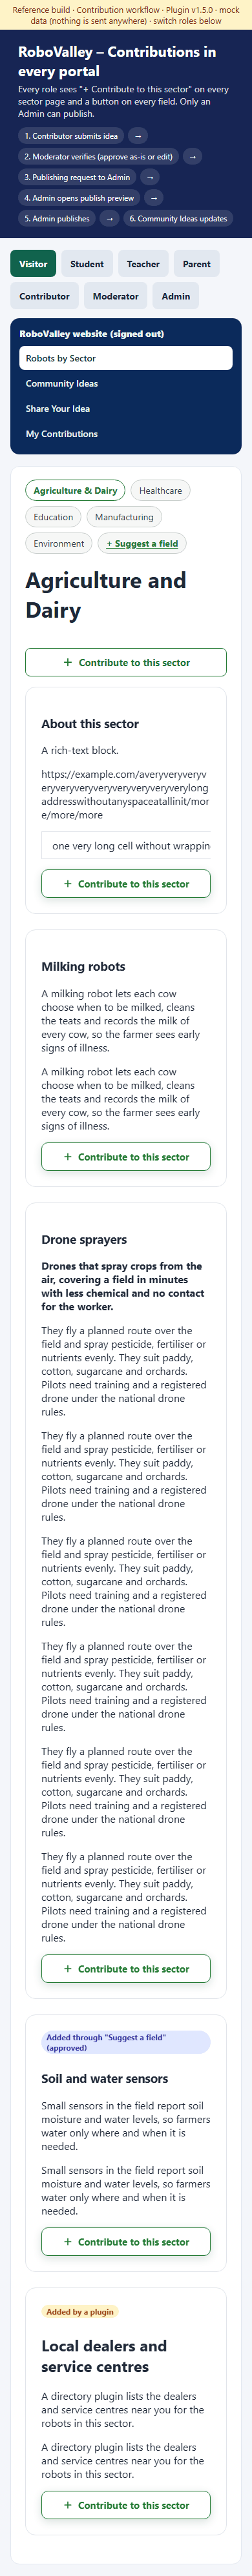 Reference build · Contribution workflow · Plugin v1.5.0 · mock
data (nothing is sent anywhere) · switch roles
below
RoboValley — Contributions in
every portal
Every role sees "+ Contribute to this sector" on every
sector page and a button on every field. Only an
Admin can publish.
1. Contributor submits idea →
2. Moderator verifies (approve as-is or edit) →
3. Publishing request to Admin →
4. Admin opens publish preview →
5. Admin publishes → 6. Community Ideas updates
Visitor Student Teacher Parent
Contributor Moderator Admin
RoboValley website (signed out)
Robots by Sector
Community Ideas
Share Your Idea
My Contributions
Agriculture & Dairy Healthcare
Education Manufacturing
Environment + Suggest a field
Agriculture and
Dairy
+ Contribute to this sector
About this sector
A rich-text block.
https://example.com/averyveryveryv
eryveryveryveryveryveryveryverylong
addresswithoutanyspaceatallinit/mor
e/more/more
one very long cell without wrappin
+ Contribute to this sector
Milking robots
A milking robot lets each cow
choose when to be milked, cleans
the teats and records the milk of
every cow, so the farmer sees early
signs of illness.
A milking robot lets each cow
choose when to be milked, cleans
the teats and records the milk of
every cow, so the farmer sees early
signs of illness.
+ Contribute to this sector
Drone sprayers
Drones that spray crops from the
air, covering a field in minutes
with less chemical and no contact
for the worker.
They fly a planned route over the
field and spray pesticide, fertiliser or
nutrients evenly. They suit paddy,
cotton, sugarcane and orchards.
Pilots need training and a registered
drone under the national drone
rules.
They fly a planned route over the
field and spray pesticide, fertiliser or
nutrients evenly. They suit paddy,
cotton, sugarcane and orchards.
Pilots need training and a registered
drone under the national drone
rules.
They fly a planned route over the
field and spray pesticide, fertiliser or
nutrients evenly. They suit paddy,
cotton, sugarcane and orchards.
Pilots need training and a registered
drone under the national drone
rules.
They fly a planned route over the
field and spray pesticide, fertiliser or
nutrients evenly. They suit paddy,
cotton, sugarcane and orchards.
Pilots need training and a registered
drone under the national drone
rules.
They fly a planned route over the
field and spray pesticide, fertiliser or
nutrients evenly. They suit paddy,
cotton, sugarcane and orchards.
Pilots need training and a registered
drone under the national drone
rules.
They fly a planned route over the
field and spray pesticide, fertiliser or
nutrients evenly. They suit paddy,
cotton, sugarcane and orchards.
Pilots need training and a registered
drone under the national drone
rules.
+ Contribute to this sector
Added through "Suggest a field"
(approved)
Soil and water sensors
Small sensors in the field report soil
moisture and water levels, so farmers
water only where and when it is
needed.
Small sensors in the field report soil
moisture and water levels, so farmers
water only where and when it is
needed.
+ Contribute to this sector
Added by a plugin
Local dealers and
service centres
A directory plugin lists the dealers
and service centres near you for the
robots in this sector.
A directory plugin lists the dealers
and service centres near you for the
robots in this sector.
+ Contribute to this sector